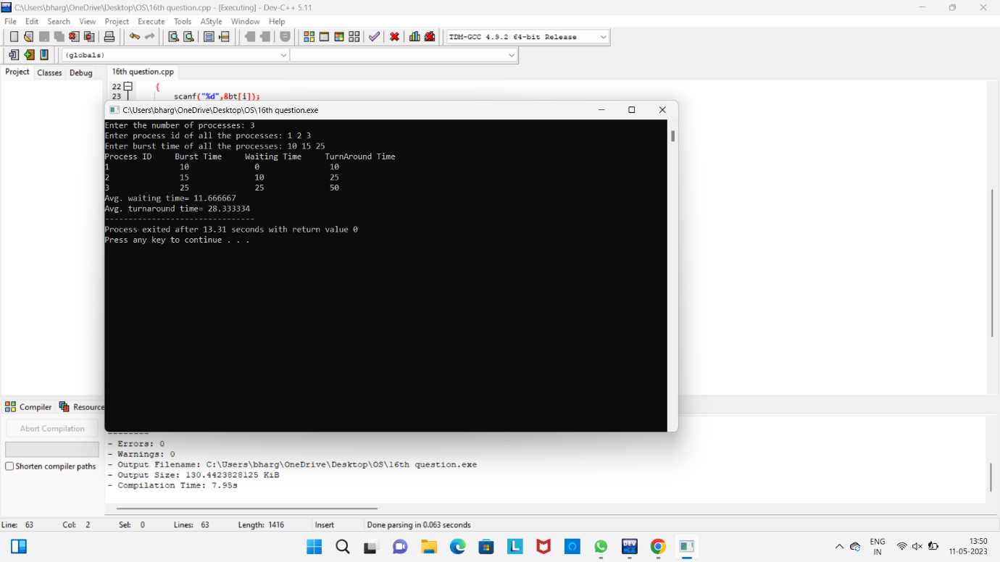 C:\Users\bharg\OneDrive\Desktop\OS\16th question.cpp - [Executing] - Dev-C++ 5.11
File Edit Search View Project Execute Tools AStyle Window Help
TDM-GCC 4.9.2 64-bit Release
(globals)
Project Classes Debug 16th question.cpp
22 {
23 scanf("%d",&bt[i]);
C:\Users\bharg\OneDrive\Desktop\OS\16th question.exe
Enter the number of processes: 3
Enter process id of all the processes: 1 2 3
Enter burst time of all the processes: 10 15 25
Process ID Burst Time Waiting Time TurnAround Time
1 10 0 10
2 15 10 25
3 25 25 50
Avg. waiting time= 11.666667
Avg. turnaround time= 28.333334
--------------------------------
Process exited after 13.31 seconds with return value 0
Press any key to continue . . .
Compiler Resource
Abort Compilation
Shorten compiler paths
--------
- Errors: 0
- Warnings: 0
- Output Filename: C:\Users\bharg\OneDrive\Desktop\OS\16th question.exe
- Output Size: 130.4423828125 KiB
- Compilation Time: 7.95s
Line: 63 Col: 2 Sel: 0 Lines: 63 Length: 1416 Insert Done parsing in 0.063 seconds
L
DEV
ENG
IN
13:50
11-05-2023